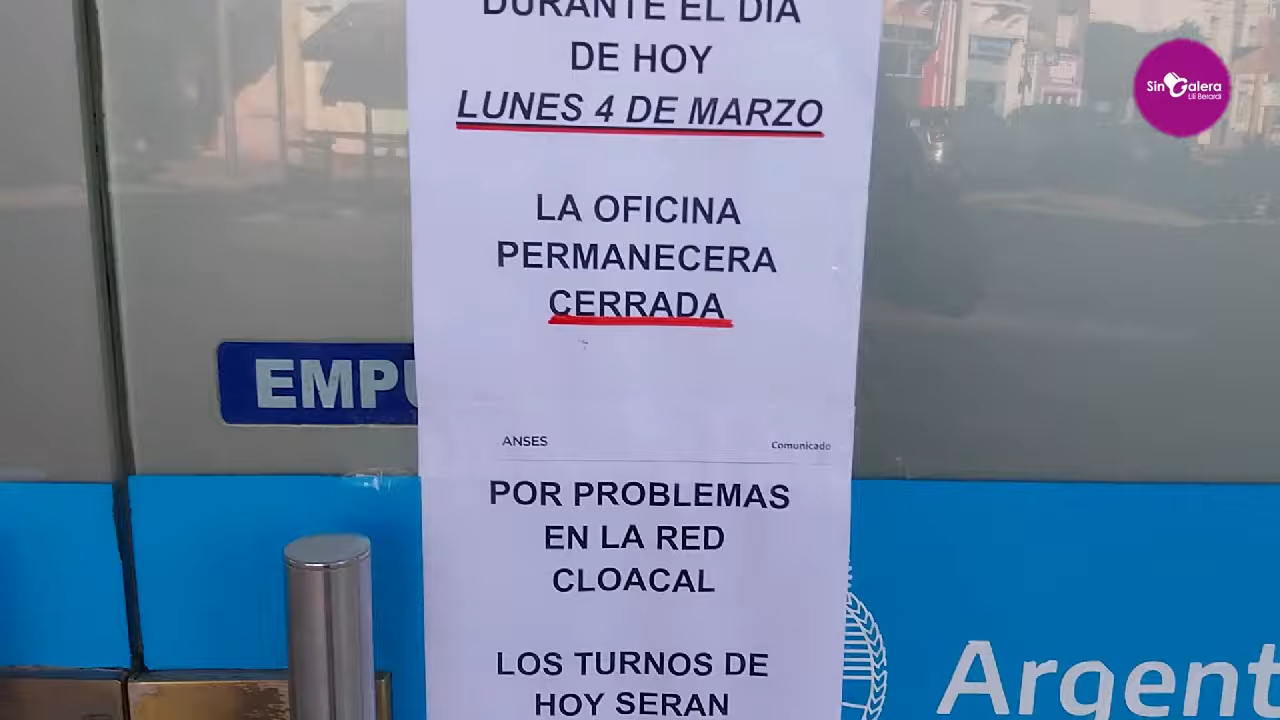 DURANTE EL DIA
DE HOY
LUNES 4 DE MARZO
Sin Galera
Lili Berardi
LA OFICINA
PERMANECERA
CERRADA
EMPU
ANSES
Comunicado
POR PROBLEMAS
EN LA RED
CLOACAL
LOS TURNOS DE
HOY SERAN
Argent